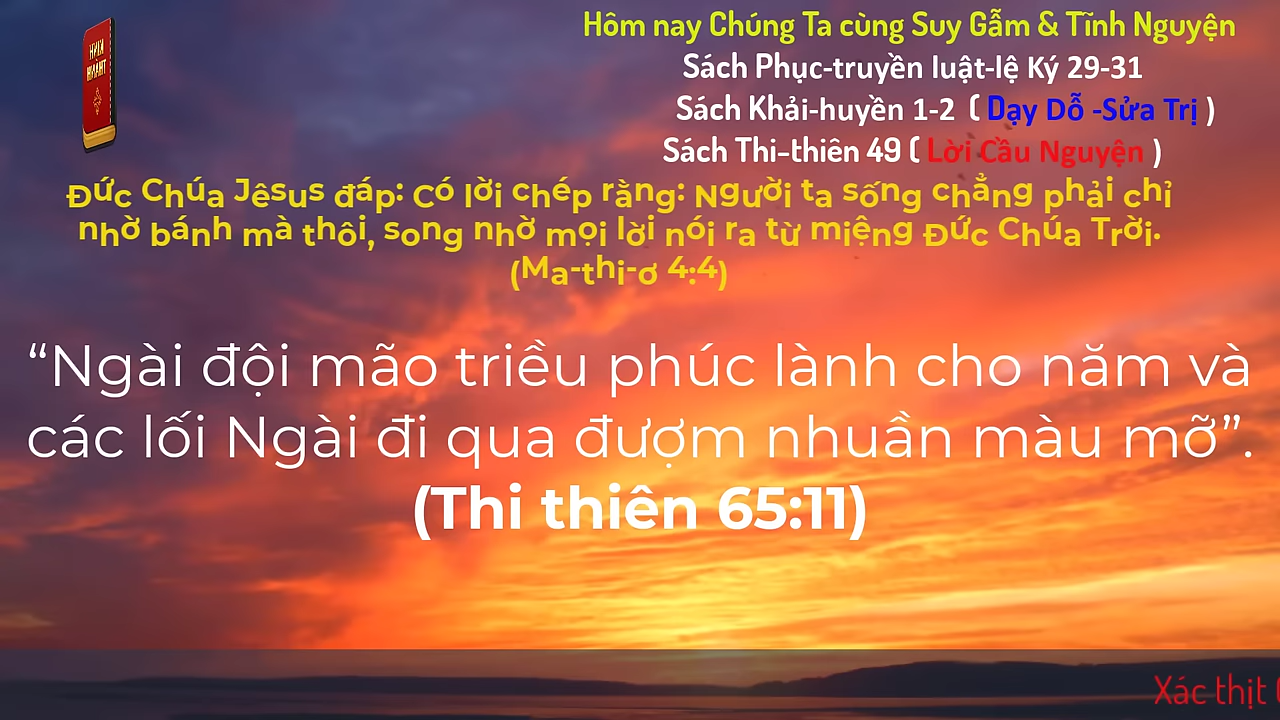 KINH
THÁNH
Hôm nay Chúng Ta cùng Suy Gẫm & Tĩnh Nguyện
Sách Phục-truyền luật-lệ Ký 29-31
Sách Khải-huyền 1-2 ( Dạy Dỗ -Sửa Trị )
Sách Thi-thiên 49 ( Lời Cầu Nguyện )
Đức Chúa Jêsus đáp: Có lời chép rằng: Người ta sống chẳng phải chỉ
nhờ bánh mà thôi, song nhờ mọi lời nói ra từ miệng Đức Chúa Trời.
(Ma-thi-ơ 4:4)
“Ngài đội mão triều phúc lành cho năm và
các lối Ngài đi qua đượm nhuần màu mỡ”.
(Thi thiên 65:11)
Xác thịt